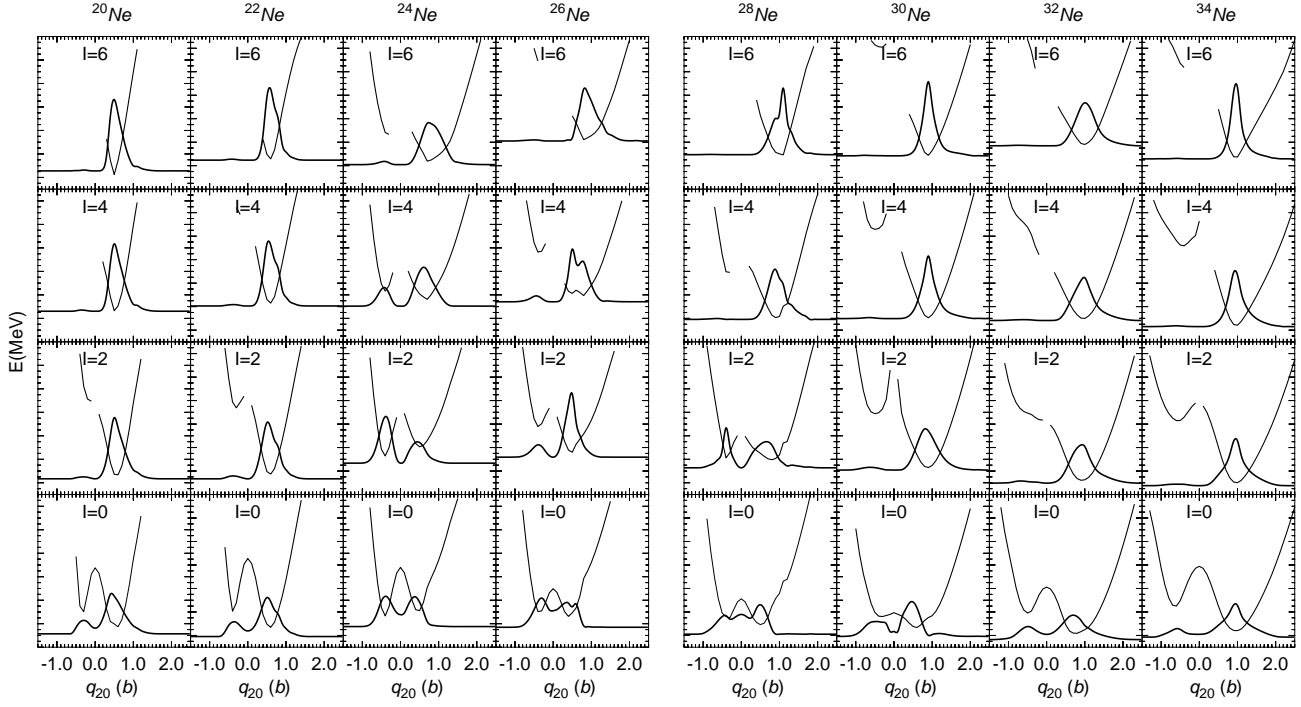 20Ne 22Ne 24Ne 26Ne 28Ne 30Ne 32Ne 34Ne
I=6 I=6 I=6 I=6 I=6 I=6 I=6 I=6
I=4 I=4 I=4 I=4 I=4 I=4 I=4 I=4
E(MeV)
I=2 I=2 I=2 I=2 I=2 I=2 I=2 I=2
I=0 I=0 I=0 I=0 I=0 I=0 I=0 I=0
-1.0 0.0 1.0 2.0 -1.0 0.0 1.0 2.0 -1.0 0.0 1.0 2.0 -1.0 0.0 1.0 2.0 -1.0 0.0 1.0 2.0 -1.0 0.0 1.0 2.0 -1.0 0.0 1.0 2.0 -1.0 0.0 1.0 2.0
q20 (b) q20 (b) q20 (b) q20 (b) q20 (b) q20 (b) q20 (b) q20 (b)